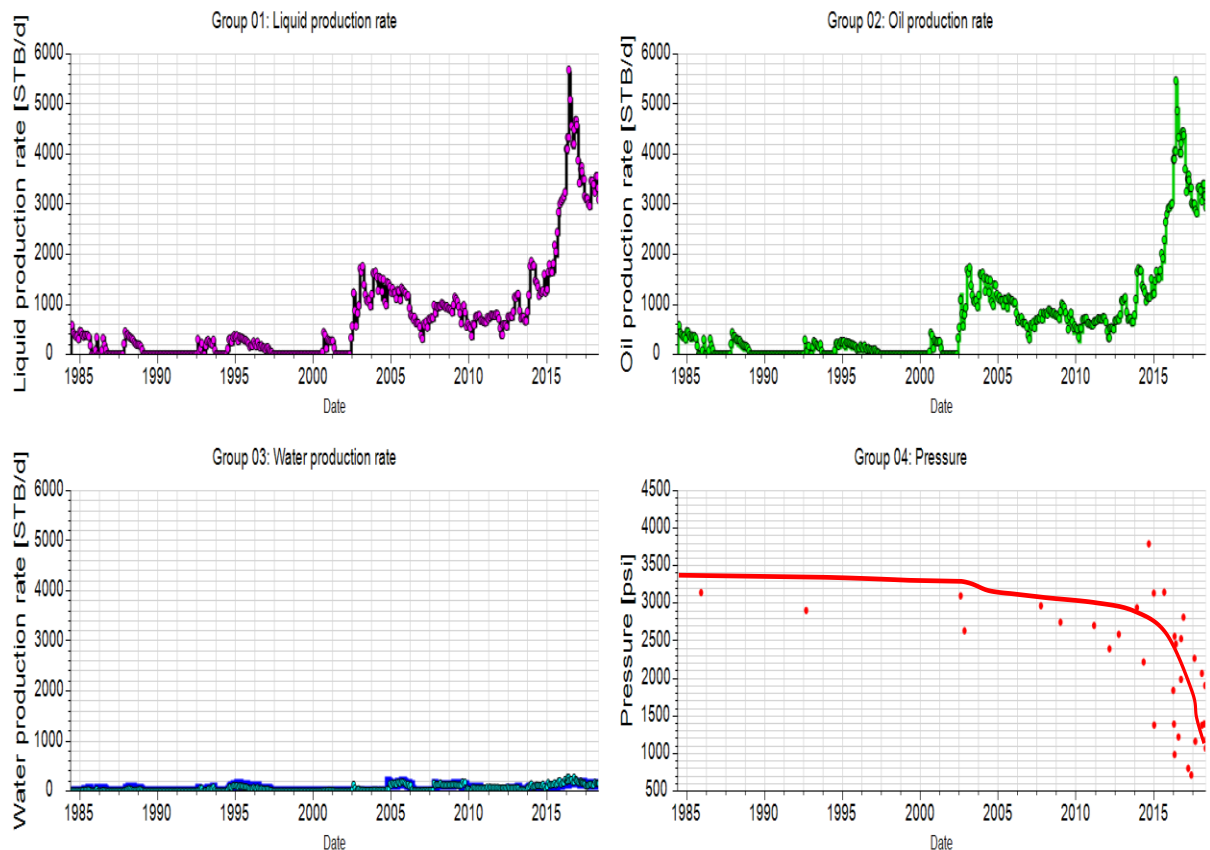 Group 01: Liquid production rate
Liquid production rate [STB/d]
6000
5000
4000
3000
2000
1000
0
1985 1990 1995 2000 2005 2010 2015
Date
Group 02: Oil production rate
Oil production rate [STB/d]
6000
5000
4000
3000
2000
1000
0
1985 1990 1995 2000 2005 2010 2015
Date
Group 03: Water production rate
Water production rate [STB/d]
6000
5000
4000
3000
2000
1000
0
1985 1990 1995 2000 2005 2010 2015
Date
Group 04: Pressure
Pressure [psi]
4500
4000
3500
3000
2500
2000
1500
1000
500
1985 1990 1995 2000 2005 2010 2015
Date